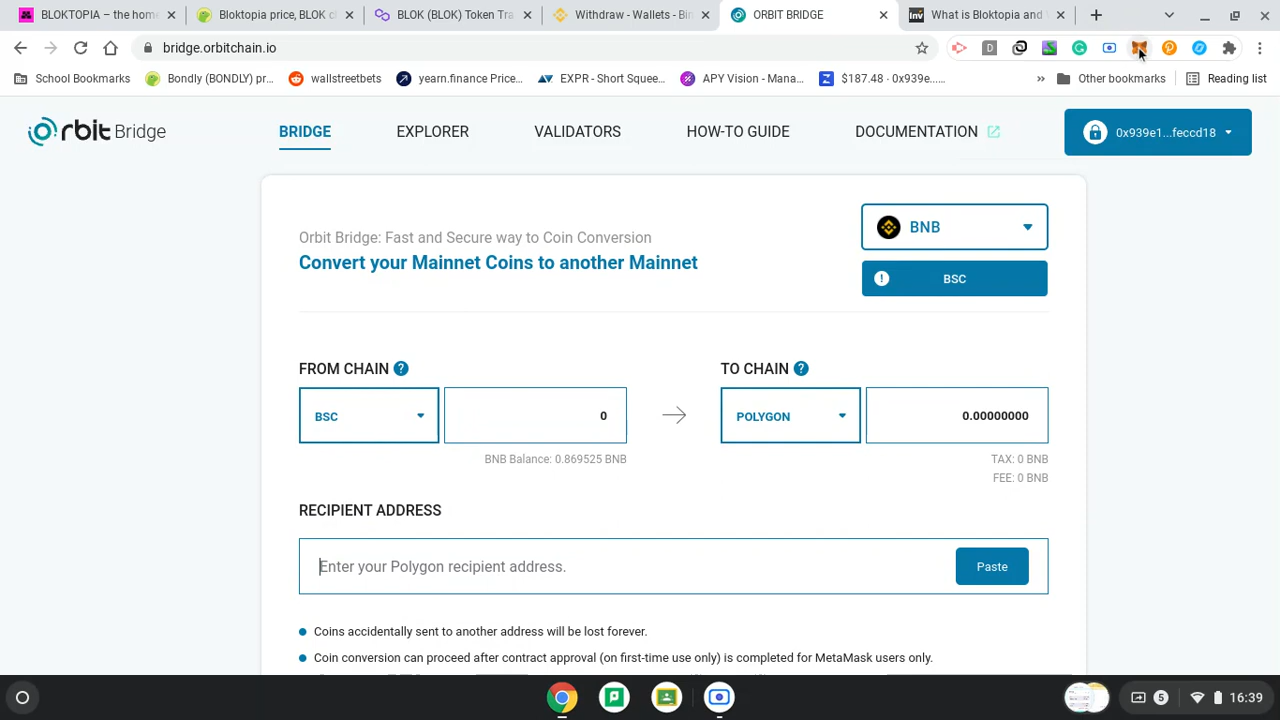 BLOKTOPIA – the home
Bloktopia price, BLOK c
BLOK (BLOK) Token Tra
Withdraw - Wallets - Bin
ORBIT BRIDGE
Inv What is Bloktopia and
bridge.orbitchain.io
School Bookmarks
Bondly (BONDLY) pr...
wallstreetbets
yearn.finance Price...
EXPR - Short Squee...
APY Vision - Mana...
$187.48 · 0x939e......
» Other bookmarks
Reading list
Orbit Bridge
BRIDGE
EXPLORER
VALIDATORS
HOW-TO GUIDE
DOCUMENTATION
0x939e1...feccd18
BNB
Orbit Bridge: Fast and Secure way to Coin Conversion
Convert your Mainnet Coins to another Mainnet
BSC
FROM CHAIN ?
TO CHAIN ?
BSC
0
POLYGON
0.00000000
BNB Balance: 0.869525 BNB
TAX: 0 BNB
FEE: 0 BNB
RECIPIENT ADDRESS
Enter your Polygon recipient address.
Paste
Coins accidentally sent to another address will be lost forever.
Coin conversion can proceed after contract approval (on first-time use only) is completed for MetaMask users only.
5
16:39